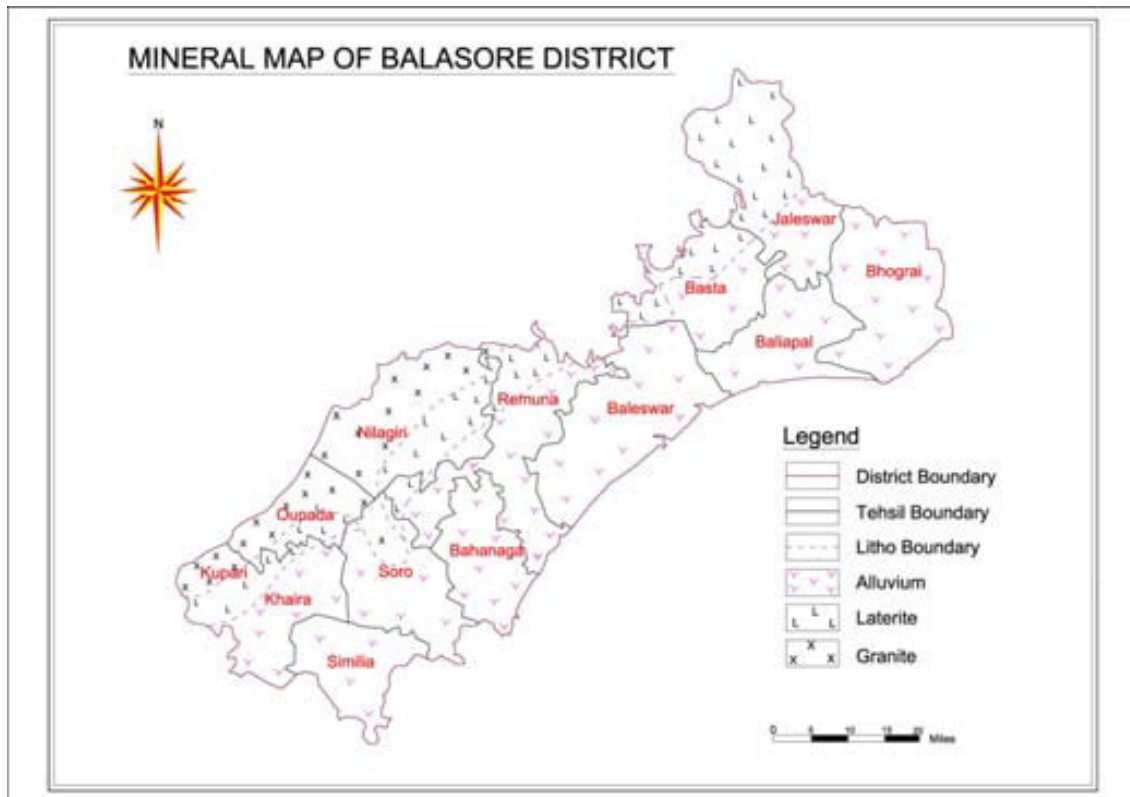 MINERAL MAP OF BALASORE DISTRICT
N
Jaleswar
Bhograi
Basta
Baliapal
Remuna
Baleswar
Nilagiri
Oupada
Bahanaga
Kupari
Soro
Khaira
Similia
Legend
District Boundary
Tehsil Boundary
Litho Boundary
Alluvium
L L L Laterite
X X X Granite
0 5 10 15 20 Miles